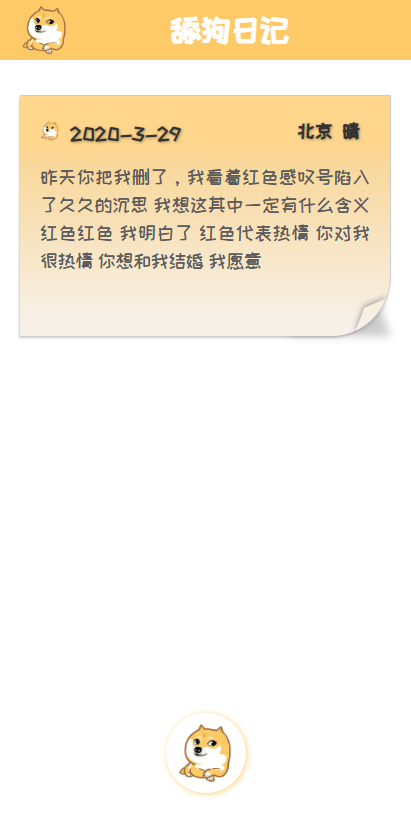 舔狗日记
2020-3-29 北京 晴
昨天你把我删了，我看着红色感叹号陷入
了久久的沉思 我想这其中一定有什么含义
红色红色 我明白了 红色代表热情 你对我
很热情 你想和我结婚 我愿意